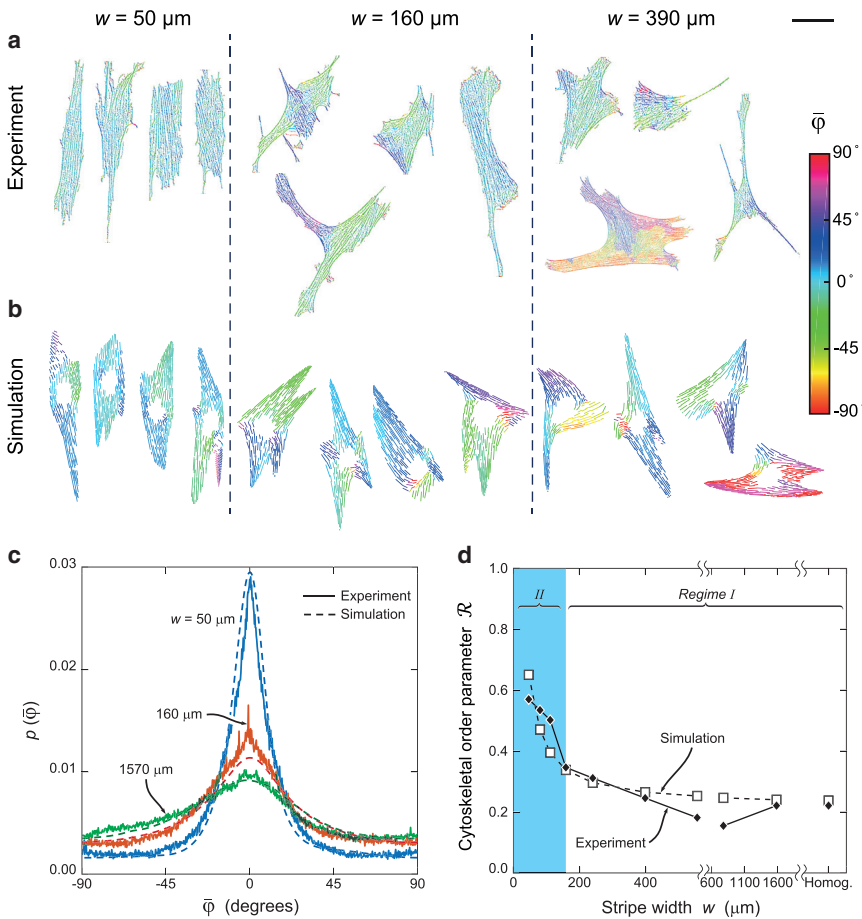 w = 50 μm
w = 160 μm
w = 390 μm
a
Experiment
φ̄
90°
45°
0°
-45°
-90°
b
Simulation
c
0.03
0.02
0.01
0.00
p (φ̄)
w = 50 μm
160 μm
1570 μm
Experiment
Simulation
-90
-45
0
45
90
φ̄ (degrees)
d
1.0
0.8
0.6
0.4
0.2
0.0
Cytoskeletal order parameter ℛ
II
Regime I
Simulation
Experiment
0
200
400
600
1100
1600
Homog.
Stripe width w (μm)